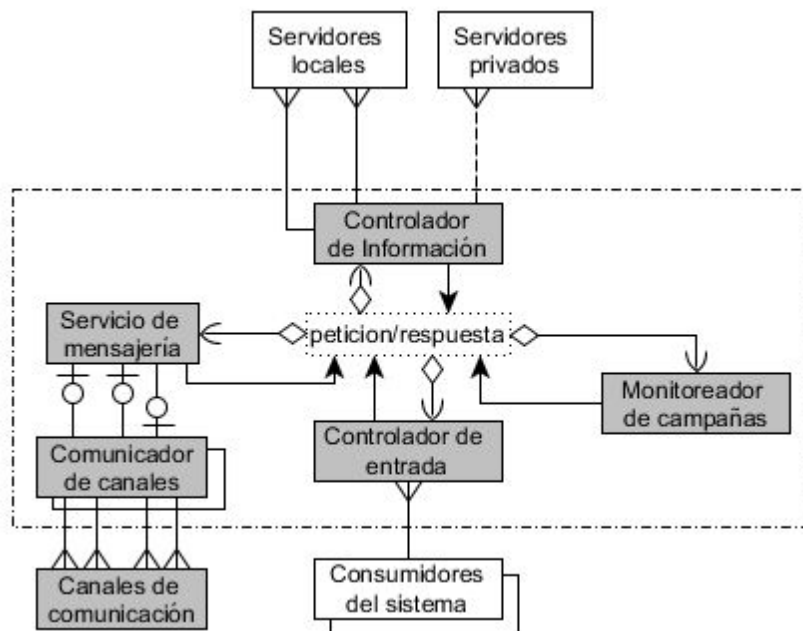 Servidores
locales
Servidores
privados
Controlador
de Información
Servicio de
mensajería
peticion/respuesta
Monitoreador
de campañas
Comunicador
de canales
Controlador de
entrada
Canales de
comunicación
Consumidores
del sistema